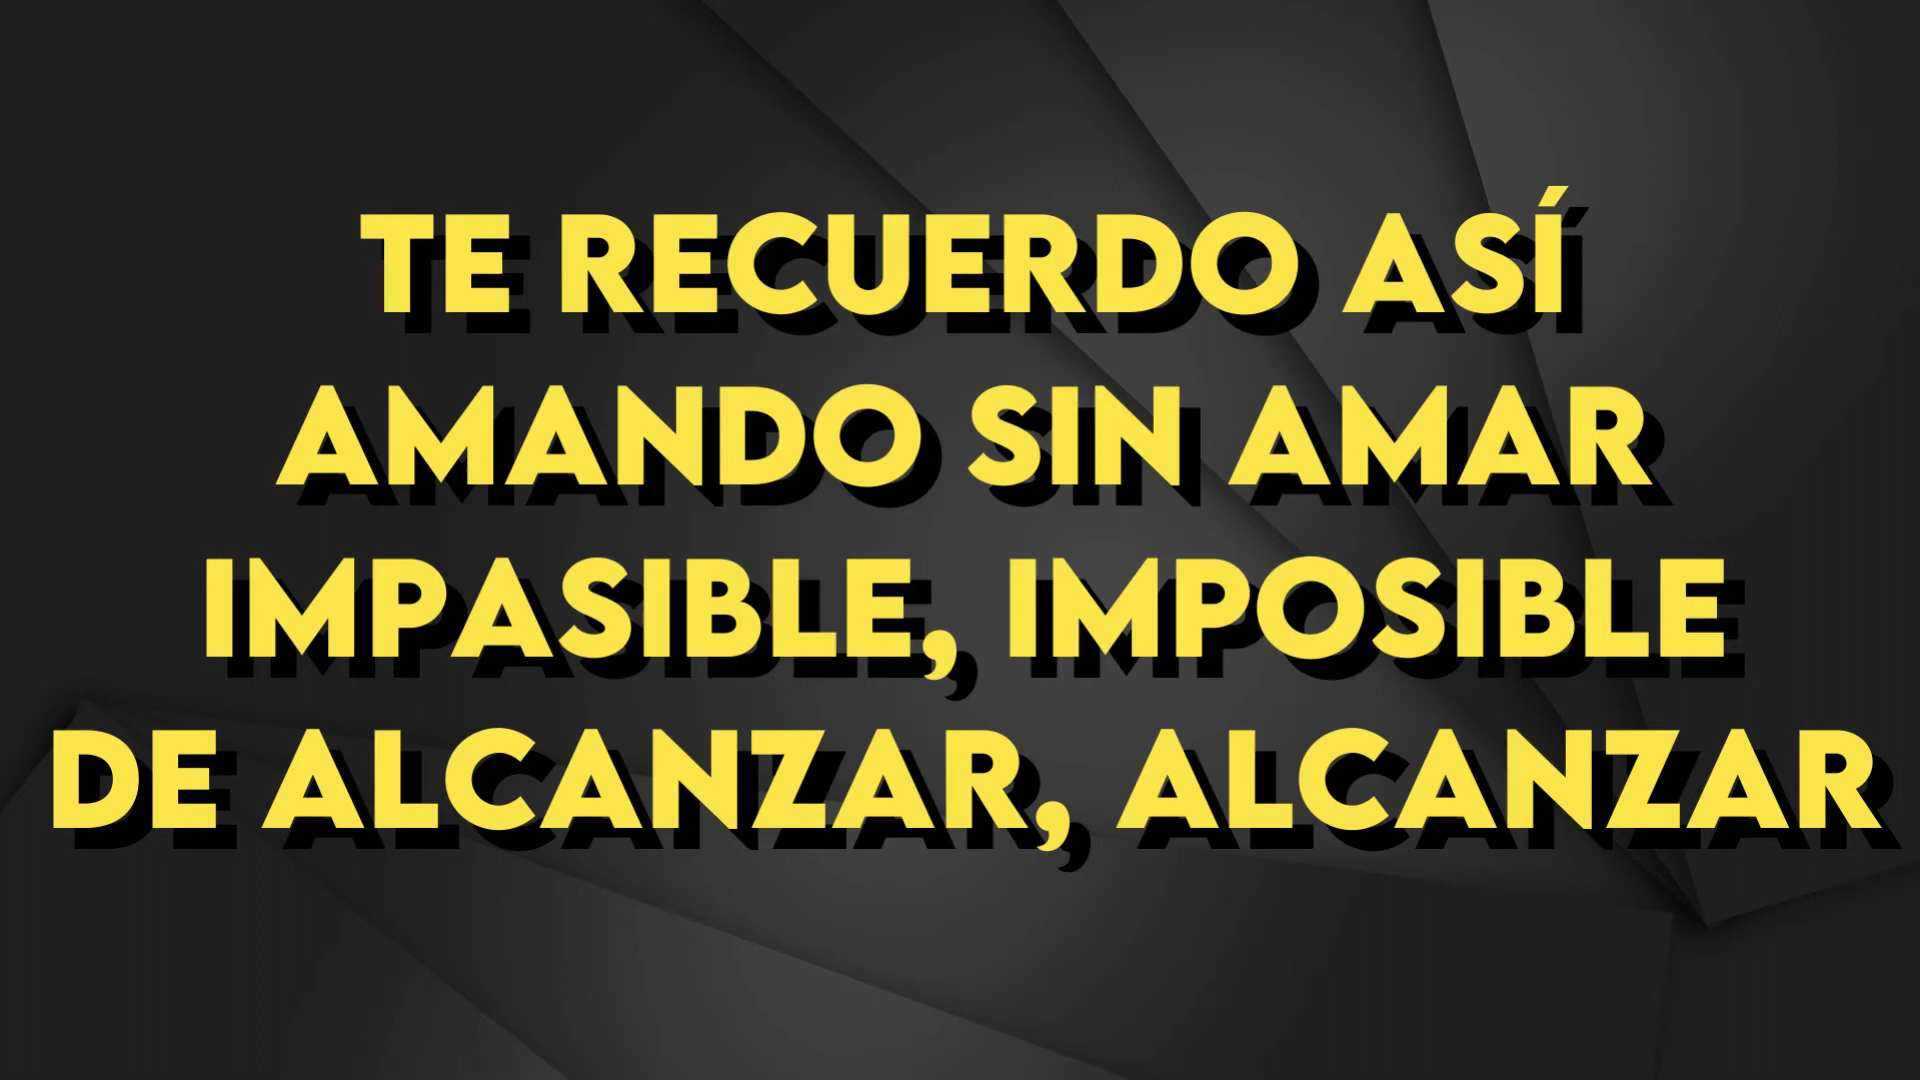 TE RECUERDO ASÍ
AMANDO SIN AMAR
IMPASIBLE, IMPOSIBLE
DE ALCANZAR, ALCANZAR